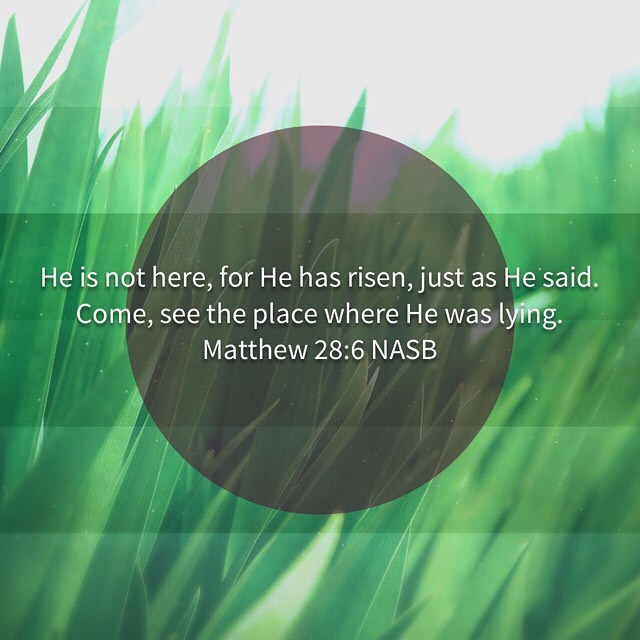 He is not here, for He has risen, just as He said.
Come, see the place where He was lying.
Matthew 28:6 NASB